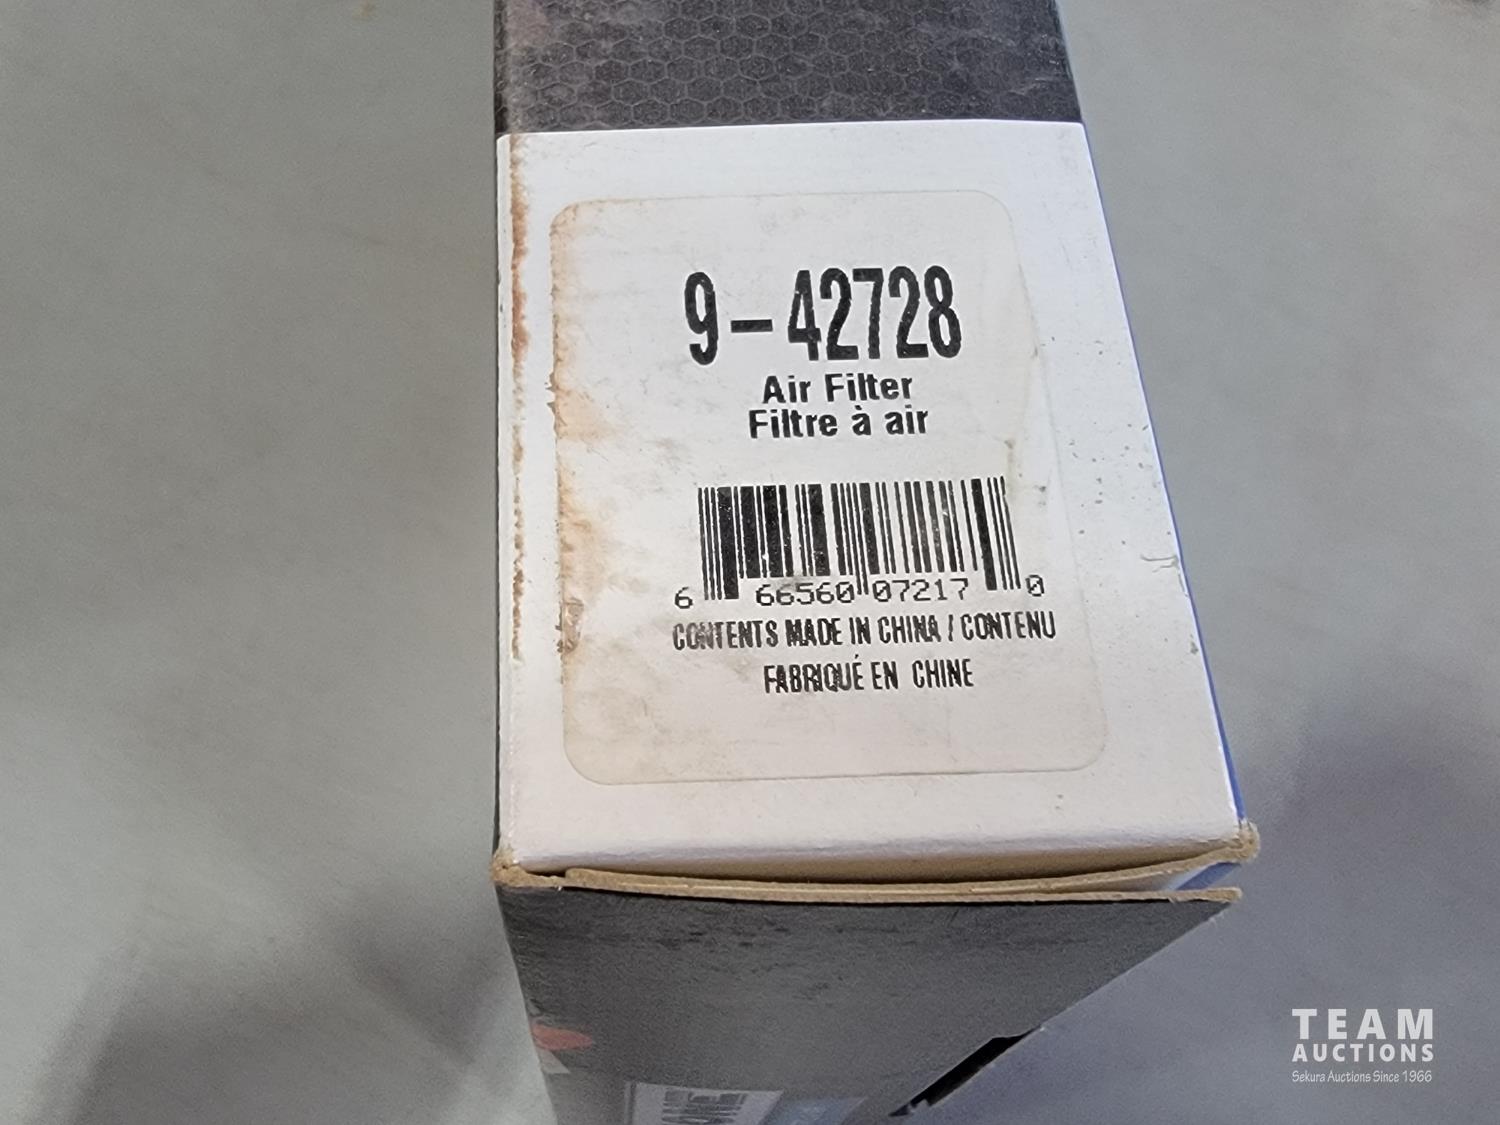 9-42728
Air Filter
Filtre à air
6 66560 07217 0
CONTENTS MADE IN CHINA / CONTENU
FABRIQUÉ EN CHINE
TEAM
AUCTIONS
Sekura Auctions Since 1966